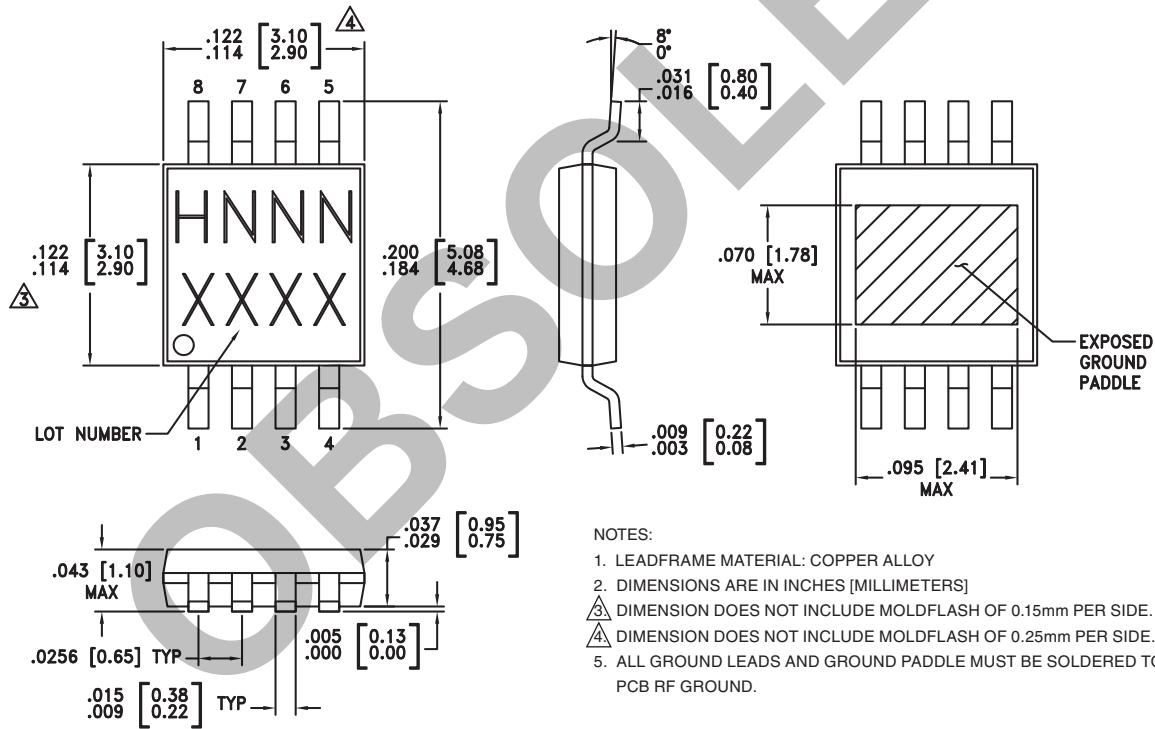 .122 [3.10]
.114 [2.90]
4
8 7 6 5
HNNN
XXXX
.122 [3.10]
.114 [2.90]
3
.200 [5.08]
.184 [4.68]
LOT NUMBER
1 2 3 4
8°
0°
.031 [0.80]
.016 [0.40]
.009 [0.22]
.003 [0.08]
.070 [1.78]
MAX
EXPOSED
GROUND
PADDLE
.095 [2.41]
MAX
.043 [1.10]
MAX
.037 [0.95]
.029 [0.75]
.005 [0.13]
.000 [0.00]
.0256 [0.65] TYP
.015 [0.38]
.009 [0.22]
TYP
NOTES:
1. LEADFRAME MATERIAL: COPPER ALLOY
2. DIMENSIONS ARE IN INCHES [MILLIMETERS]
3. DIMENSION DOES NOT INCLUDE MOLDFLASH OF 0.15mm PER SIDE.
4. DIMENSION DOES NOT INCLUDE MOLDFLASH OF 0.25mm PER SIDE.
5. ALL GROUND LEADS AND GROUND PADDLE MUST BE SOLDERED TO
PCB RF GROUND.
OBSOLE